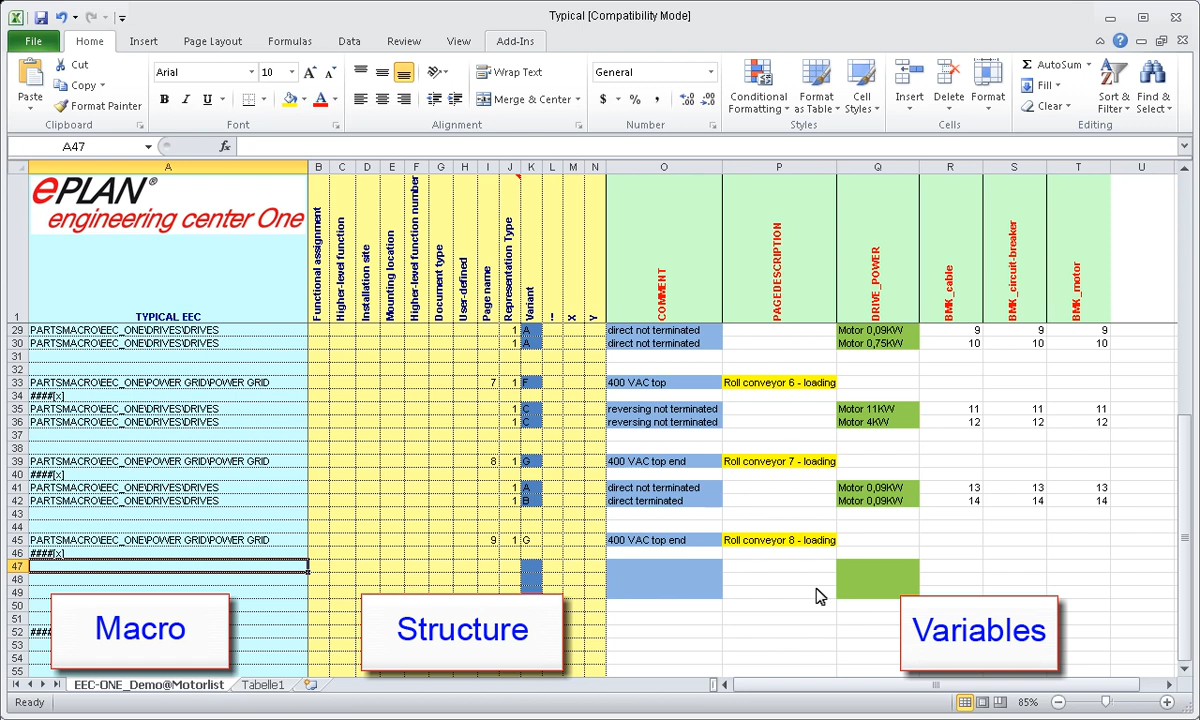 Typical [Compatibility Mode]
File Home Insert Page Layout Formulas Data Review View Add-Ins
Paste Cut Copy Format Painter Clipboard
Arial 10 B I U A Font
Wrap Text Merge & Center Alignment
General $ % , Number
Conditional Formatting Format as Table Cell Styles Styles
Insert Delete Format Cells
Σ AutoSum Fill Clear Sort & Filter Find & Select Editing
A47 fx
A B C D E F G H I J K L M N O P Q R S T U
ePLAN®
engineering center One
1 TYPICAL EEC Functional assignment Higher-level function Installation site Mounting location Higher-level function number Document type User-defined Page name Representation Type Variant ! X Y COMMENT PAGEDESCRIPTION DRIVE_POWER BMK_cable BMK_circuit-breaker BMK_motor
29 PARTSMACRO\EEC_ONE\DRIVES\DRIVES 1 A direct not terminated Motor 0,09KW 9 9 9
30 PARTSMACRO\EEC_ONE\DRIVES\DRIVES 1 A direct not terminated Motor 0,75KW 10 10 10
31
32
33 PARTSMACRO\EEC_ONE\POWER GRID\POWER GRID 7 1 F 400 VAC top Roll conveyor 6 - loading
34 ####[x]
35 PARTSMACRO\EEC_ONE\DRIVES\DRIVES 1 C reversing not terminated Motor 11KW 11 11 11
36 PARTSMACRO\EEC_ONE\DRIVES\DRIVES 1 C reversing not terminated Motor 4KW 12 12 12
37
38
39 PARTSMACRO\EEC_ONE\POWER GRID\POWER GRID 8 1 G 400 VAC top end Roll conveyor 7 - loading
40 ####[x]
41 PARTSMACRO\EEC_ONE\DRIVES\DRIVES 1 A direct not terminated Motor 0,09KW 13 13 13
42 PARTSMACRO\EEC_ONE\DRIVES\DRIVES 1 B direct terminated Motor 0,09KW 14 14 14
43
44
45 PARTSMACRO\EEC_ONE\POWER GRID\POWER GRID 9 1 G 400 VAC top end Roll conveyor 8 - loading
46 ####[x]
47
48
49
50
51
52 ####
53
54
55
Macro Structure Variables
EEC-ONE_Demo@Motorlist Tabelle1
Ready 85%